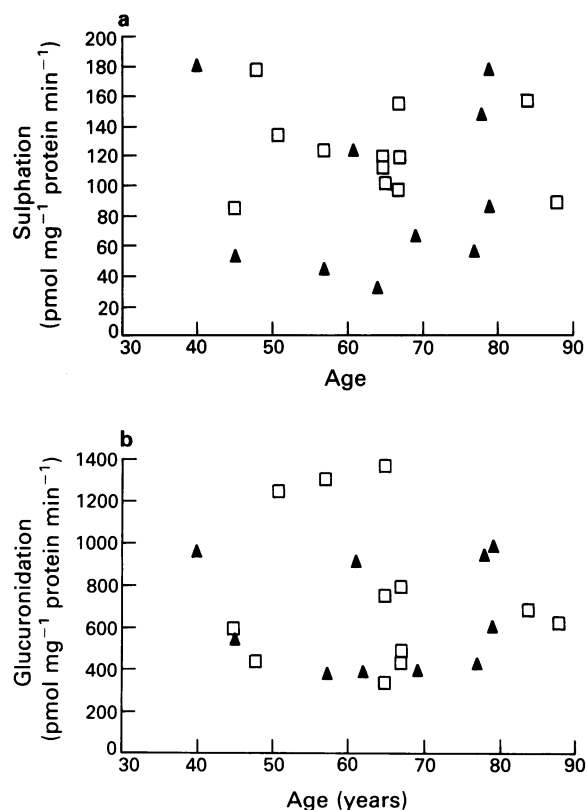 a
200
180
160
140
120
100
80
60
40
20
0
Sulphation
(pmol mg⁻¹ protein min⁻¹)
30 40 50 60 70 80 90
Age
b
1400
1200
1000
800
600
400
200
0
Glucuronidation
(pmol mg⁻¹ protein min⁻¹)
30 40 50 60 70 80 90
Age (years)